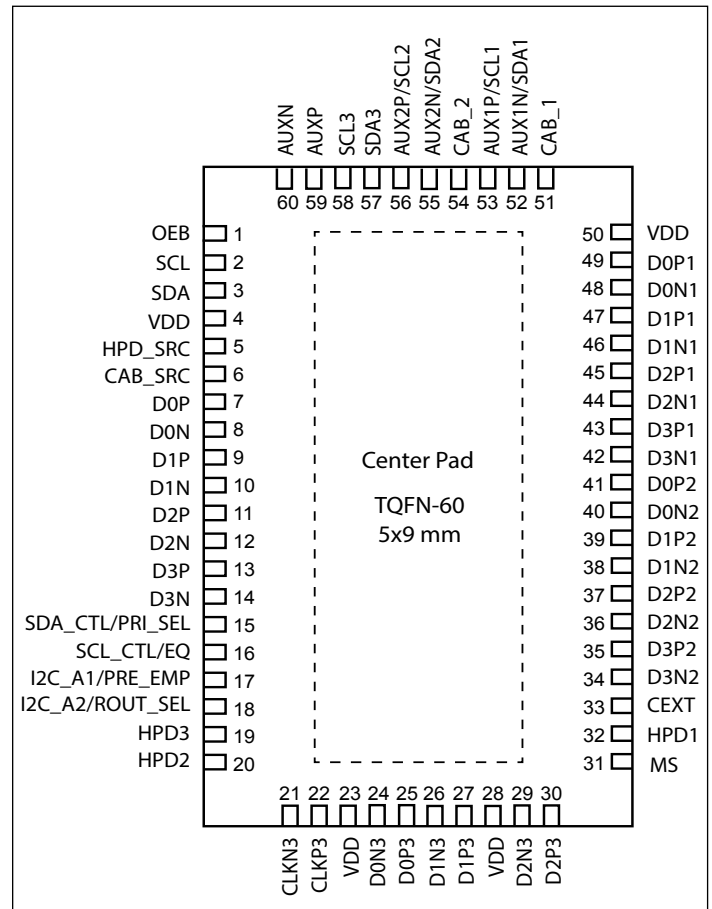 AUXN
AUXP
SCL3
SDA3
AUX2P/SCL2
AUX2N/SDA2
CAB_2
AUX1P/SCL1
AUX1N/SDA1
CAB_1
60 59 58 57 56 55 54 53 52 51
OEB 1
SCL 2
SDA 3
VDD 4
HPD_SRC 5
CAB_SRC 6
D0P 7
D0N 8
D1P 9
D1N 10
D2P 11
D2N 12
D3P 13
D3N 14
SDA_CTL/PRI_SEL 15
SCL_CTL/EQ 16
I2C_A1/PRE_EMP 17
I2C_A2/ROUT_SEL 18
HPD3 19
HPD2 20
Center Pad
TQFN-60
5x9 mm
50 VDD
49 D0P1
48 D0N1
47 D1P1
46 D1N1
45 D2P1
44 D2N1
43 D3P1
42 D3N1
41 D0P2
40 D0N2
39 D1P2
38 D1N2
37 D2P2
36 D2N2
35 D3P2
34 D3N2
33 CEXT
32 HPD1
31 MS
21 22 23 24 25 26 27 28 29 30
CLKN3
CLKP3
VDD
D0N3
D0P3
D1N3
D1P3
VDD
D2N3
D2P3